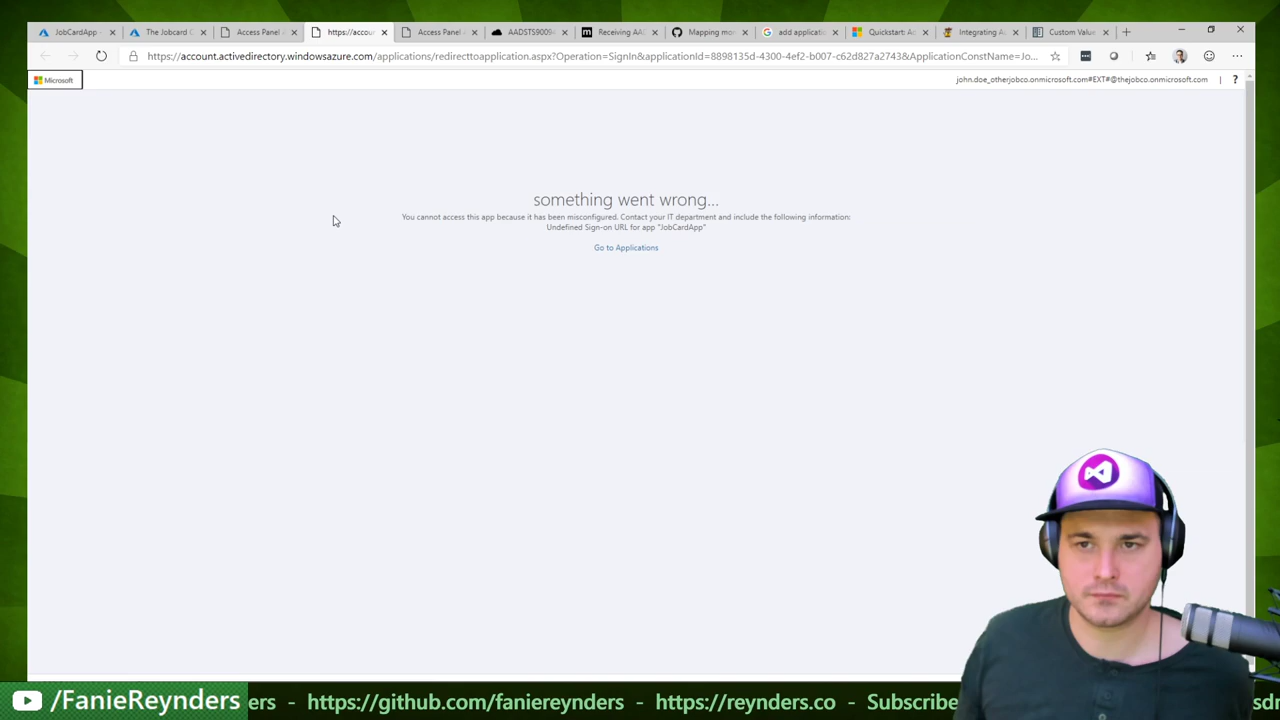 JobCardApp -
The Jobcard C
Access Panel A
https://accou
Access Panel A
AADSTS9009
Receiving AA
Mapping mo
add applicatio
Quickstart: A
Integrating A
Custom Value
https://account.activedirectory.windowsazure.com/applications/redirecttoapplication.aspx?Operation=SignIn&applicationId=8898135d-4300-4ef2-b007-c62d827a2743&ApplicationConstName=Jo...
Microsoft
john.doe_otherjobco.onmicrosoft.com#EXT#@thejobco.onmicrosoft.com | ?
something went wrong...
You cannot access this app because it has been misconfigured. Contact your IT department and include the following information:
Undefined Sign-on URL for app "JobCardApp"
Go to Applications
/FanieReynders
ers - https://github.com/faniereynders - https://reynders.co - Subscribe